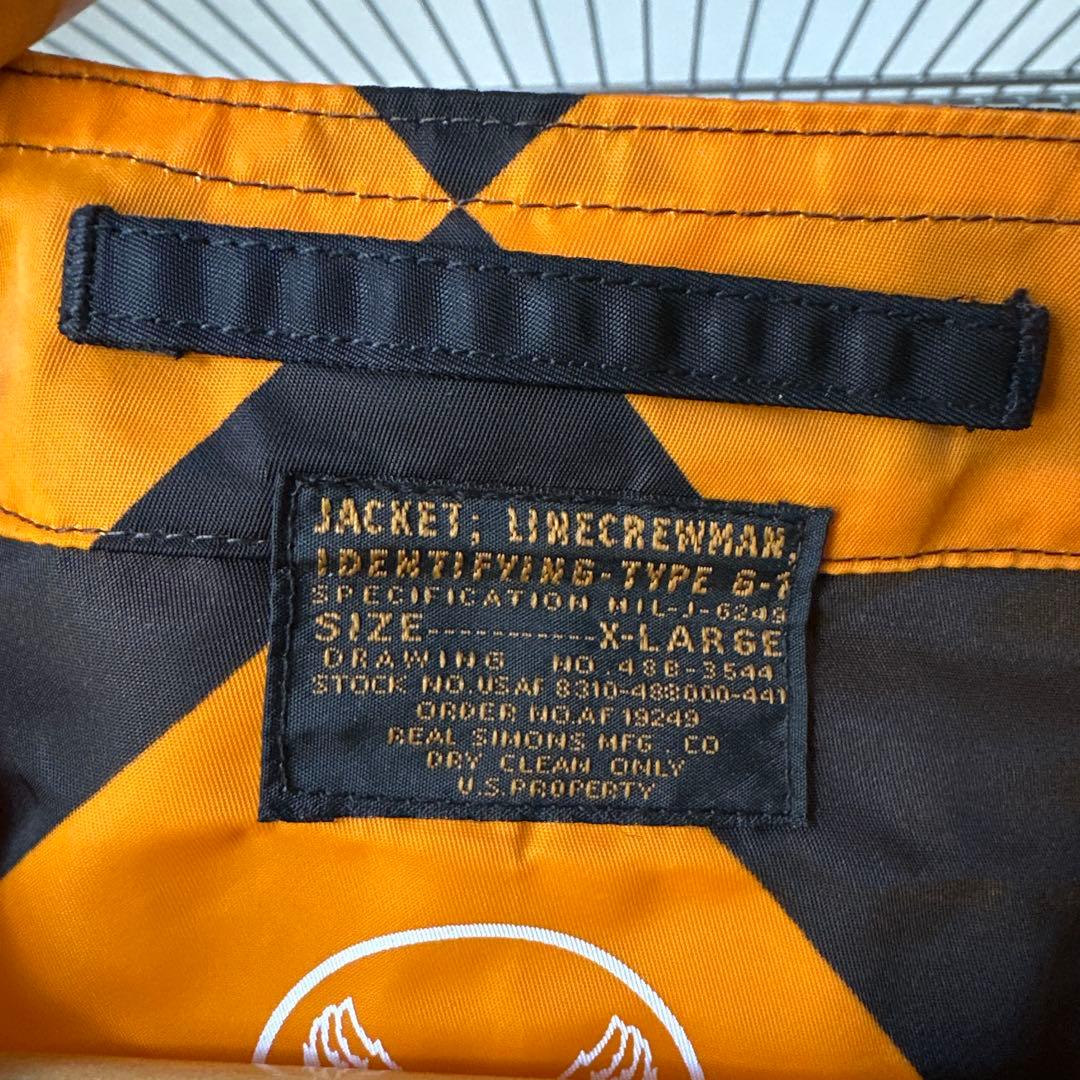 JACKET; LINECREWMAN,
IDENTIFYING-TYPE G-1
SPECIFICATION MIL-J-6249
SIZE-----------X-LARGE
DRAWING NO. 48B-3544
STOCK NO. USAF 8310-488000-441
ORDER NO. AF 19249
REAL SIMONS MFG. CO
DRY CLEAN ONLY
U.S. PROPERTY